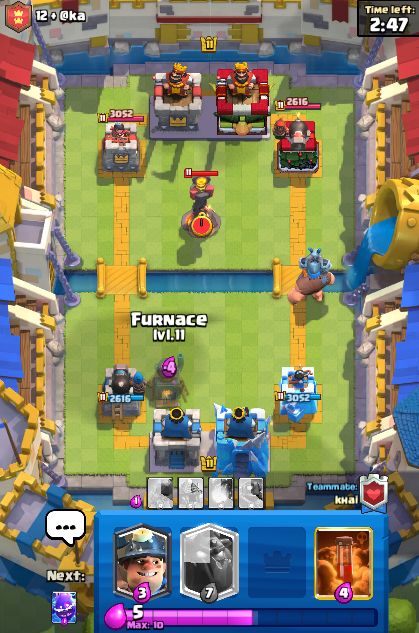 12+@ka
Time left:
2:47
3052
2616
Furnace
lvl.11
4
2616
3052
Teammate:
khai
Next:
3
7
4
5
Max: 10